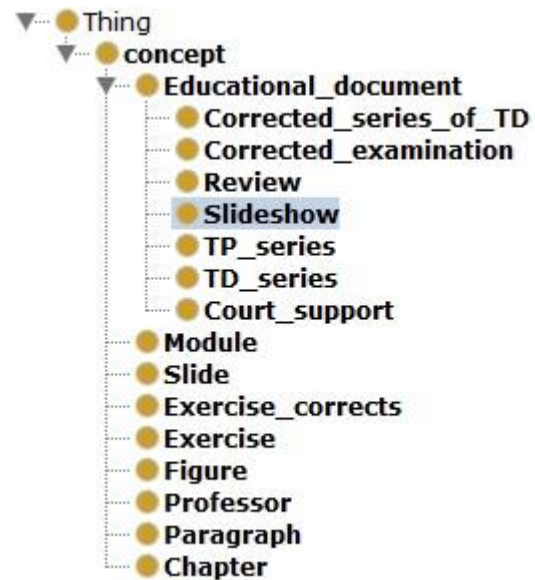 Thing
concept
Educational_document
Corrected_series_of_TD
Corrected_examination
Review
Slideshow
TP_series
TD_series
Court_support
Module
Slide
Exercise_corrects
Exercise
Figure
Professor
Paragraph
Chapter